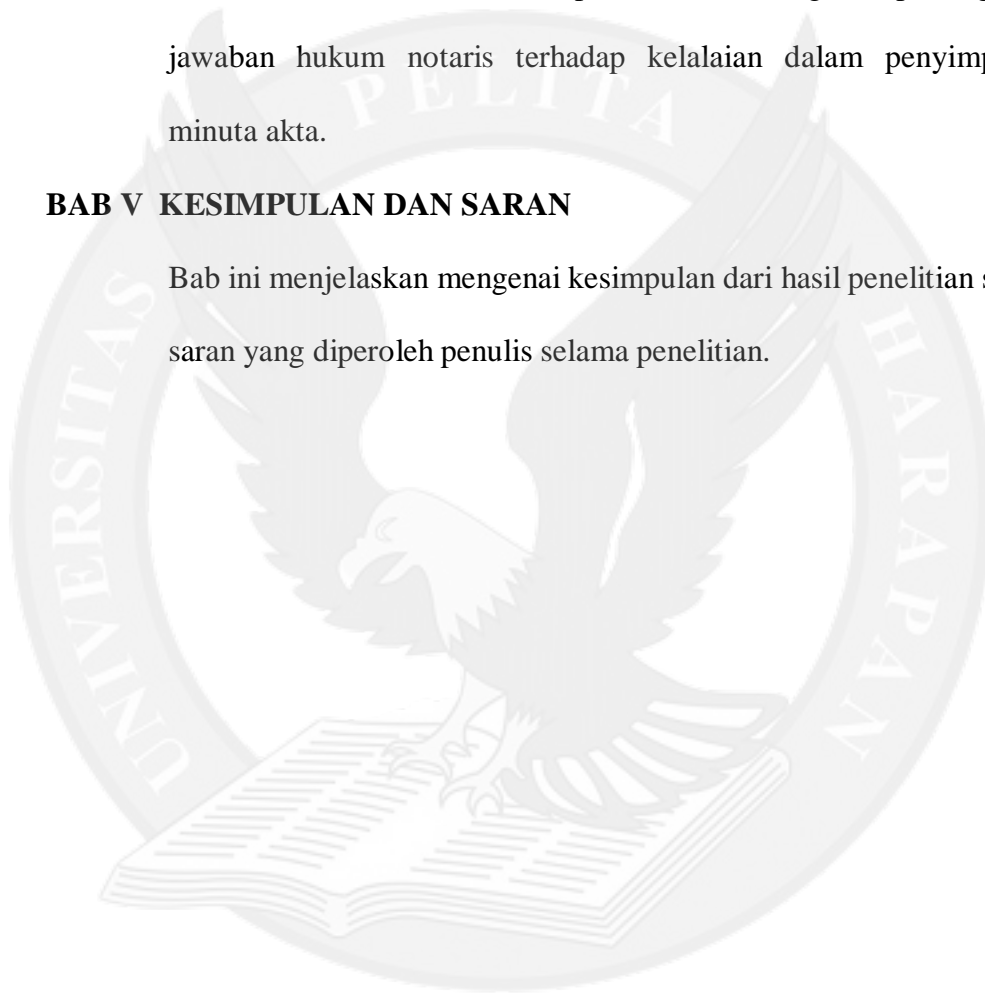 jawaban hukum notaris terhadap kelalaian dalam
minuta akta.
BAB V KESIMPULAN DAN SARAN
Bab ini menjelaskan mengenai kesimpulan dari hasil penelitian
saran yang diperoleh penulis selama penelitian.
UNIVERSITAS PELITA HARAPAN